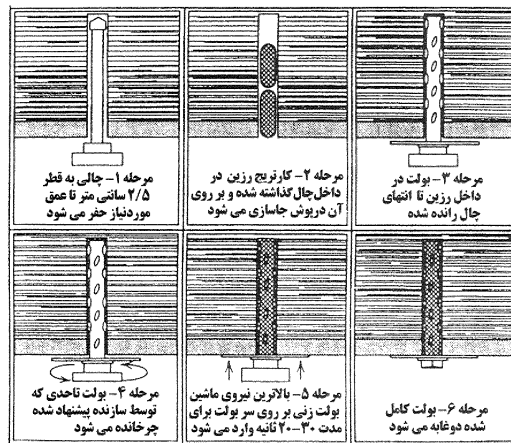 مرحله ۱- چالی به قطر
۲/۵ سانتی متر تا عمق
موردنیاز حفر می شود
مرحله ۲- کارتریج رزین در
داخل چال گذاشته شده و بر روی
آن درپوش جاسازی می شود
مرحله ۳- بولت در
داخل رزین تا انتهای
چال رانده شده
مرحله ۴- بولت تاحدی که
توسط سازنده پیشنهاد شده
چرخانده می شود
مرحله ۵- بالاترین نیروی ماشین
بولت زنی بر روی سر بولت برای
مدت ۳۰-۲۰ ثانیه وارد می شود
مرحله ۶- بولت کامل
شده دوغابه می شود